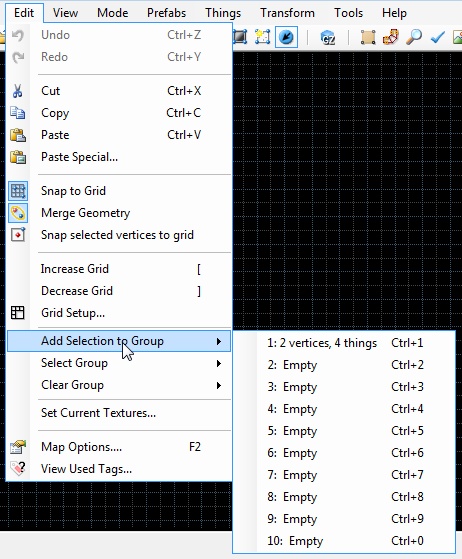 Edit View Mode Prefabs Things Transform Tools Help
GZ
Undo Ctrl+Z
Redo Ctrl+Y
Cut Ctrl+X
Copy Ctrl+C
Paste Ctrl+V
Paste Special...
Snap to Grid
Merge Geometry
Snap selected vertices to grid
Increase Grid [
Decrease Grid ]
Grid Setup...
Add Selection to Group
Select Group
Clear Group
Set Current Textures...
Map Options.... F2
View Used Tags...
1: 2 vertices, 4 things Ctrl+1
2: Empty Ctrl+2
3: Empty Ctrl+3
4: Empty Ctrl+4
5: Empty Ctrl+5
6: Empty Ctrl+6
7: Empty Ctrl+7
8: Empty Ctrl+8
9: Empty Ctrl+9
10: Empty Ctrl+0